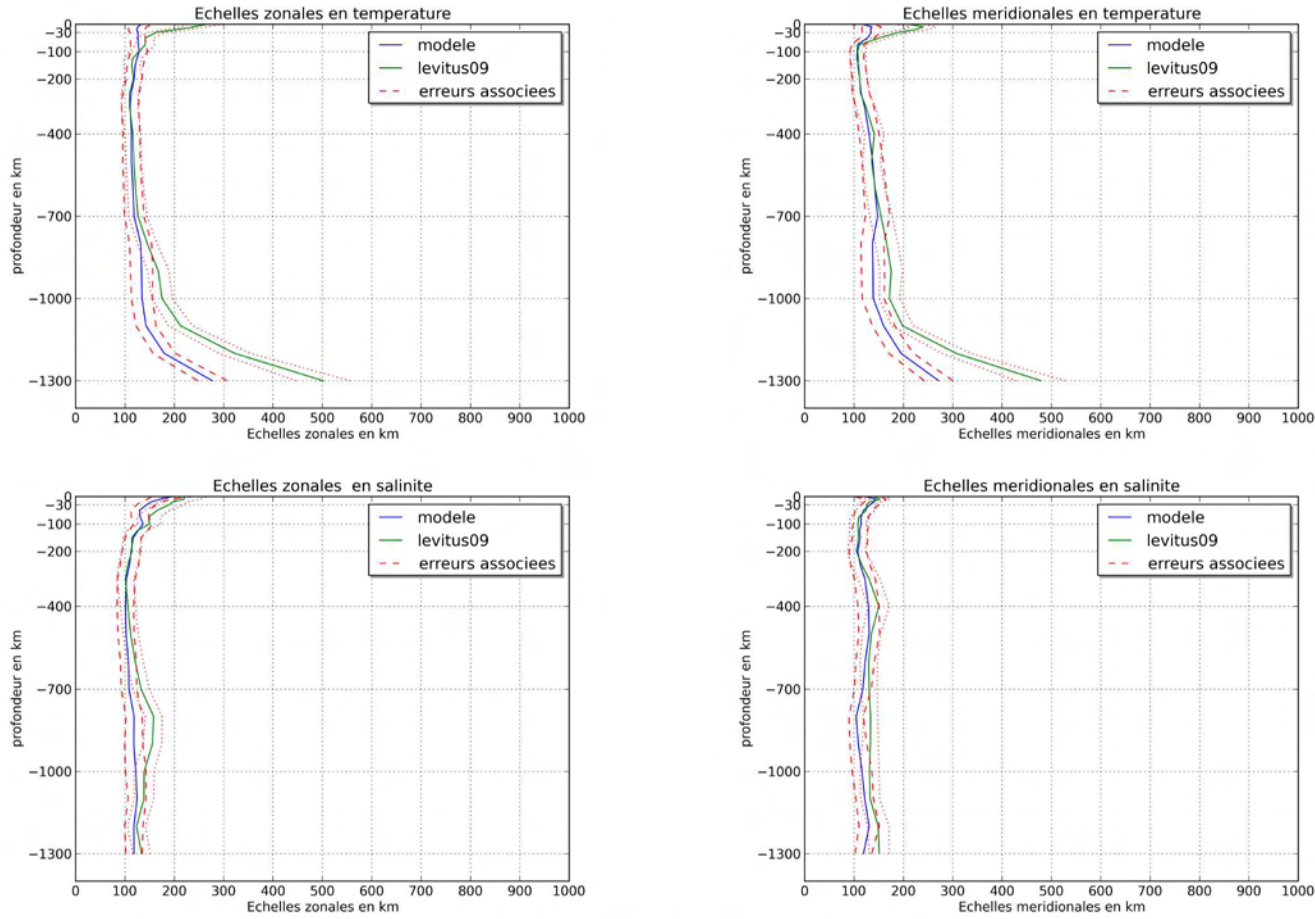 Echelles zonales en temperature
0
−30
−100
−200
−400
−700
−1000
−1300
profondeur en km
modele
levitus09
erreurs associees
0 100 200 300 400 500 600 700 800 900 1000
Echelles zonales en km
Echelles meridionales en temperature
0
−30
−100
−200
−400
−700
−1000
−1300
profondeur en km
modele
levitus09
erreurs associees
0 100 200 300 400 500 600 700 800 900 1000
Echelles meridionales en km
Echelles zonales en salinite
0
−30
−100
−200
−400
−700
−1000
−1300
profondeur en km
modele
levitus09
erreurs associees
0 100 200 300 400 500 600 700 800 900 1000
Echelles zonales en km
Echelles meridionales en salinite
0
−30
−100
−200
−400
−700
−1000
−1300
profondeur en km
modele
levitus09
erreurs associees
0 100 200 300 400 500 600 700 800 900 1000
Echelles meridionales en km